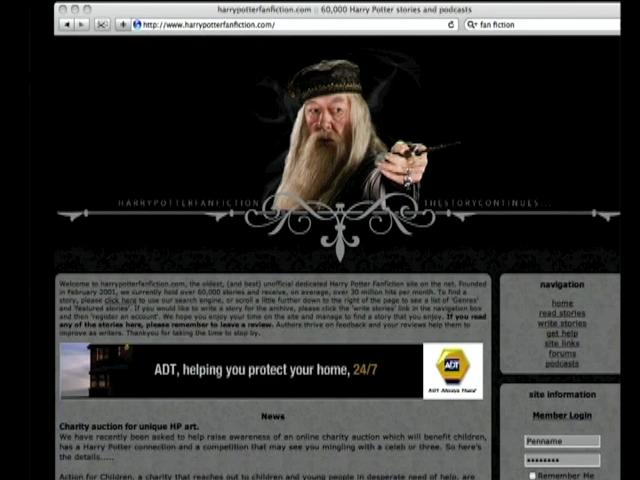 harrypotterfanfiction.com :: 60,000 Harry Potter stories and podcasts
http://www.harrypotterfanfiction.com/
fan fiction
HARRYPOTTERFANFICTION
THESTORYCONTINUES...
Welcome to harrypotterfanfiction.com, the oldest, (and best) unofficial dedicated Harry Potter Fanfiction site on the net. Founded
in February 2001, we currently hold over 60,000 stories and receive, on average, over 30 million hits per month. To find a
story, please click here to use our search engine, or scroll a little further down to the right of the page to see a list of 'Genres'
and 'featured stories'. If you would like to write a story for the archive, please click the 'write stories' link in the navigation
box and then 'register an account'. We hope you enjoy your time on the site and manage to find a story that you enjoy. If you read
any of the stories here, please remember to leave a review. Authors thrive on feedback and your reviews help them to
improve as writers. Thankyou for taking the time to stop by.
navigation
home
read stories
write stories
get help
site links
forums
podcasts
ADT, helping you protect your home, 24/7
ADT
ADT Always There®
News
Charity auction for unique HP art.
We have recently been asked to help raise awareness of an online charity auction which will benefit children,
has a Harry Potter connection and a competition that may see you mingling with a celeb or three. So here's
the details.....
Action for Children, a charity that reaches out to children and young people in desperate need of help, are
site information
Member Login
Penname
••••••••
Remember Me